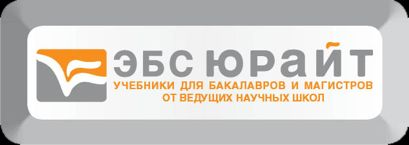 ЭБС ЮРАЙТ
УЧЕБНИКИ ДЛЯ БАКАЛАВРОВ И МАГИСТРОВ
ОТ ВЕДУЩИХ НАУЧНЫХ ШКОЛ